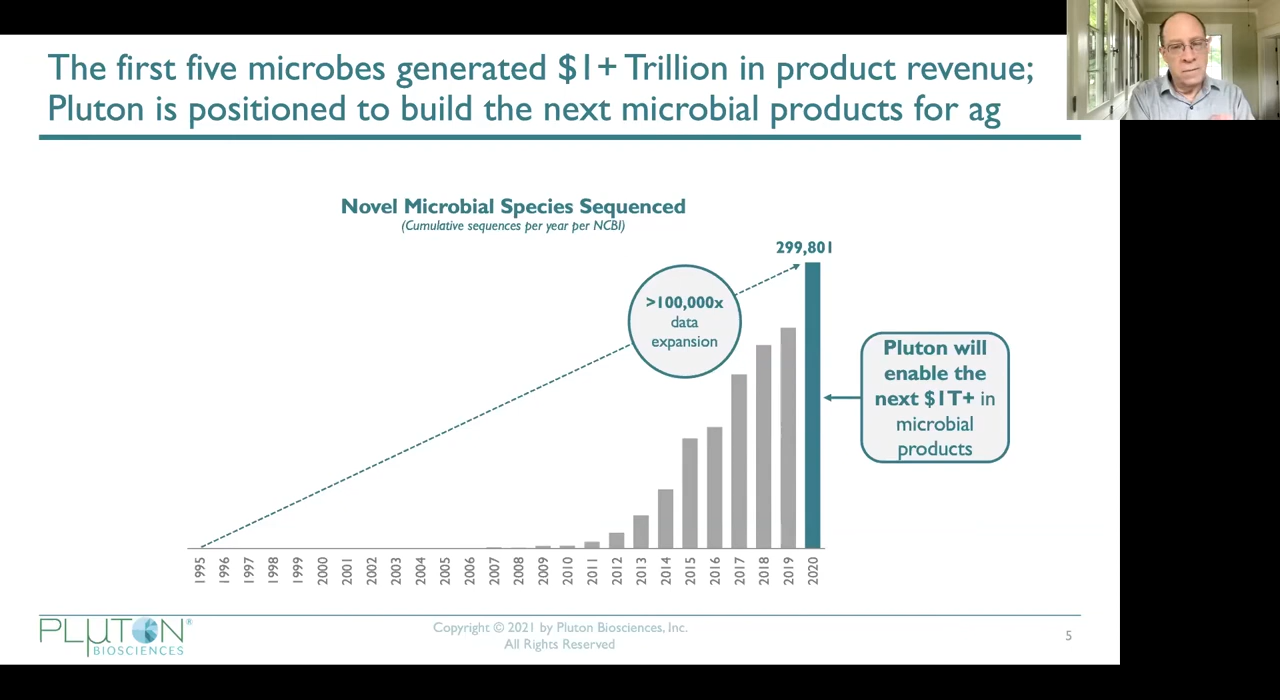 The first five microbes generated $1+ Trillion in product revenue;
Pluton is positioned to build the next microbial products for ag
Novel Microbial Species Sequenced
(Cumulative sequences per year per NCBI)
299,801
>100,000x
data
expansion
Pluton will
enable the
next $1T+ in
microbial
products
1995 1996 1997 1998 1999 2000 2001 2002 2003 2004 2005 2006 2007 2008 2009 2010 2011 2012 2013 2014 2015 2016 2017 2018 2019 2020
PLUTON®
BIOSCIENCES
Copyright © 2021 by Pluton Biosciences, Inc.
All Rights Reserved
5